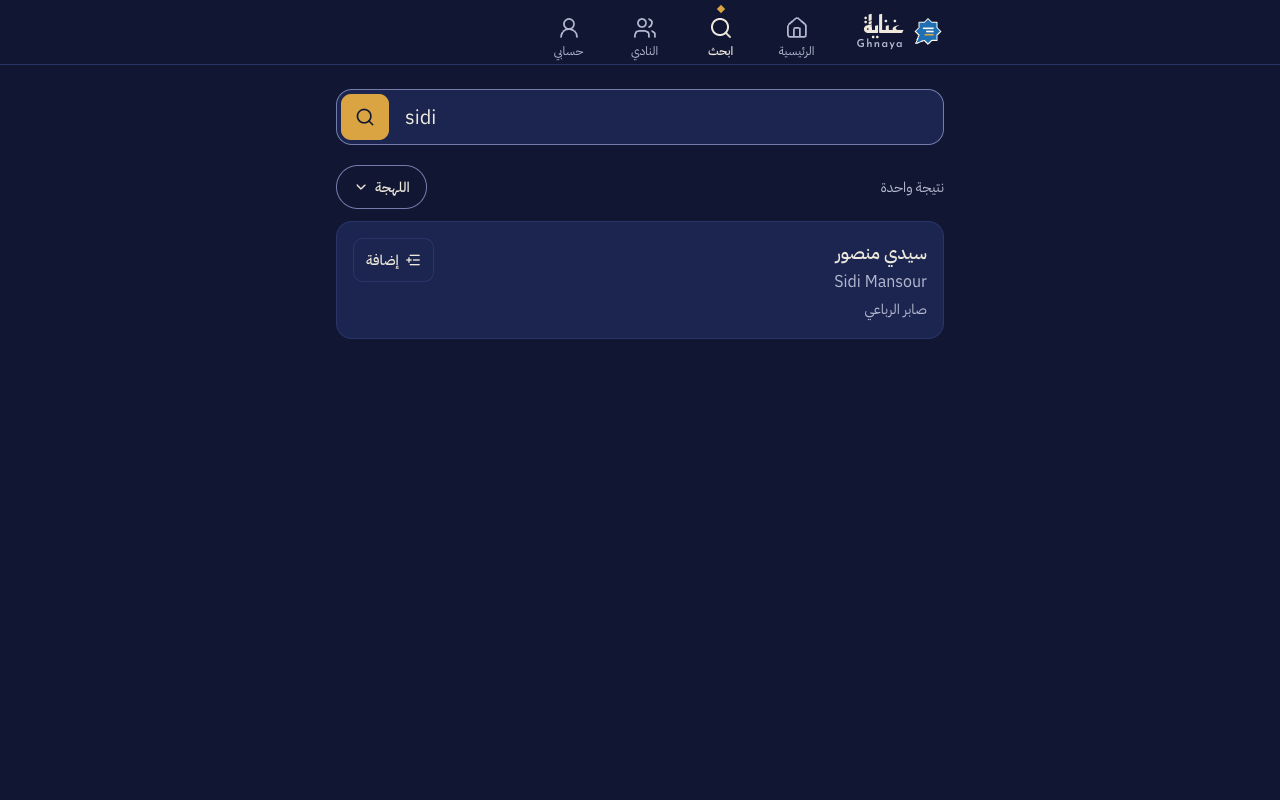 غناية
Ghnaya
الرئيسية
ابحث
النادي
حسابي
sidi
نتيجة واحدة
اللهجة
سيدي منصور
Sidi Mansour
صابر الرباعي
إضافة